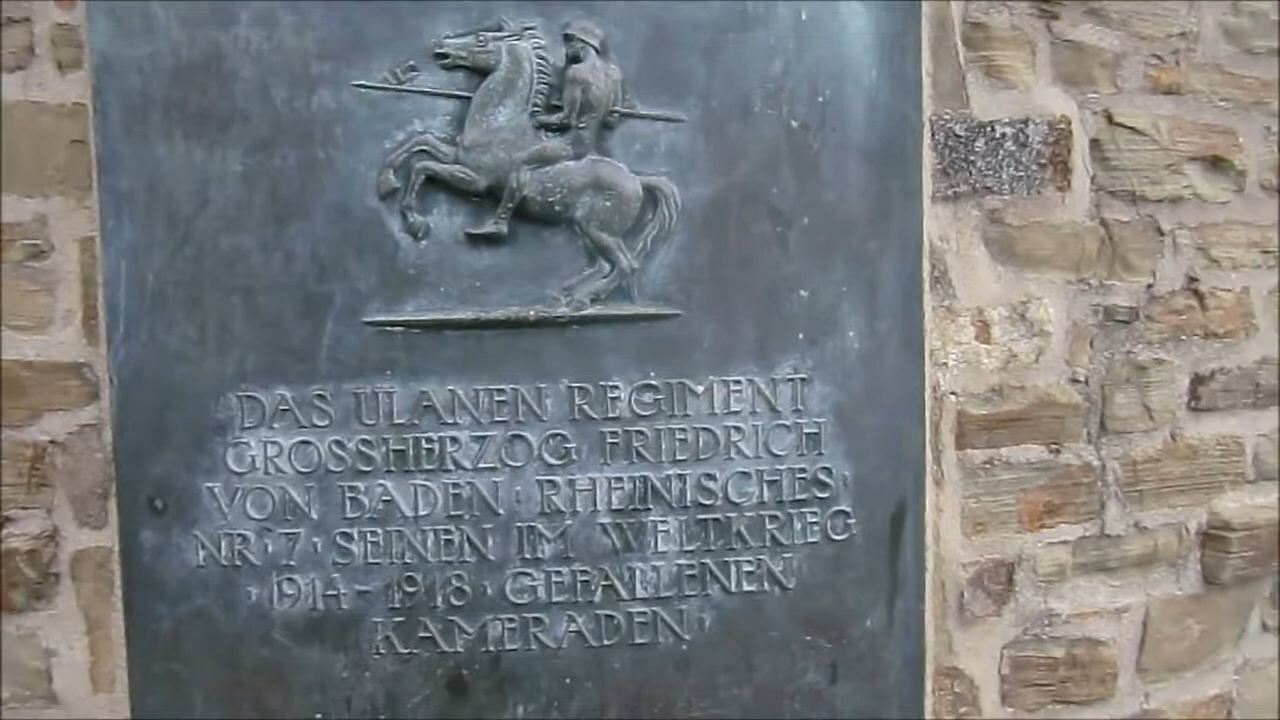 DAS ULANEN REGIMENT
GROSSHERZOG FRIEDRICH
VON BADEN · RHEINISCHES ·
NR · 7 · SEINEN IM WELTKRIEG
· 1914 - 1918 · GEFALLENEN
KAMERADEN ·